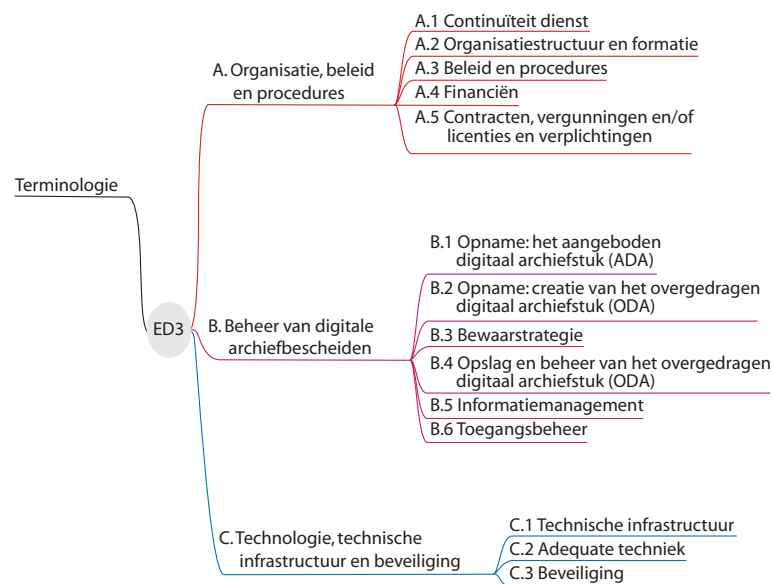 Terminologie
ED3
A. Organisatie, beleid
en procedures
A.1 Continuïteit dienst
A.2 Organisatiestructuur en formatie
A.3 Beleid en procedures
A.4 Financiën
A.5 Contracten, vergunningen en/of
licenties en verplichtingen
B. Beheer van digitale
archiefbescheiden
B.1 Opname: het aangeboden
digitaal archiefstuk (ADA)
B.2 Opname: creatie van het overgedragen
digitaal archiefstuk (ODA)
B.3 Bewaarstrategie
B.4 Opslag en beheer van het overgedragen
digitaal archiefstuk (ODA)
B.5 Informatiemanagement
B.6 Toegangsbeheer
C. Technologie, technische
infrastructuur en beveiliging
C.1 Technische infrastructuur
C.2 Adequate techniek
C.3 Beveiliging